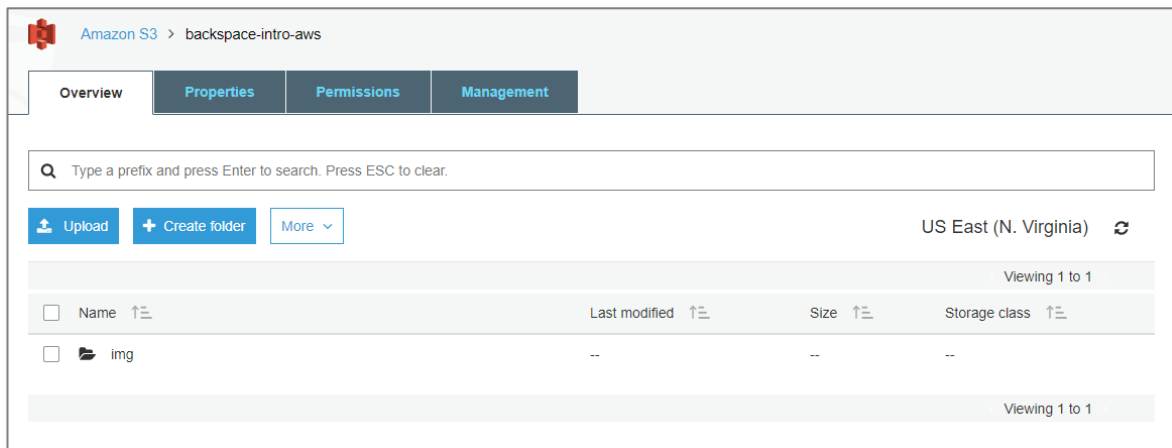 Amazon S3 > backspace-intro-aws
Overview Properties Permissions Management
Type a prefix and press Enter to search. Press ESC to clear.
Upload + Create folder More
US East (N. Virginia)
Viewing 1 to 1
Name Last modified Size Storage class
img -- -- --
Viewing 1 to 1